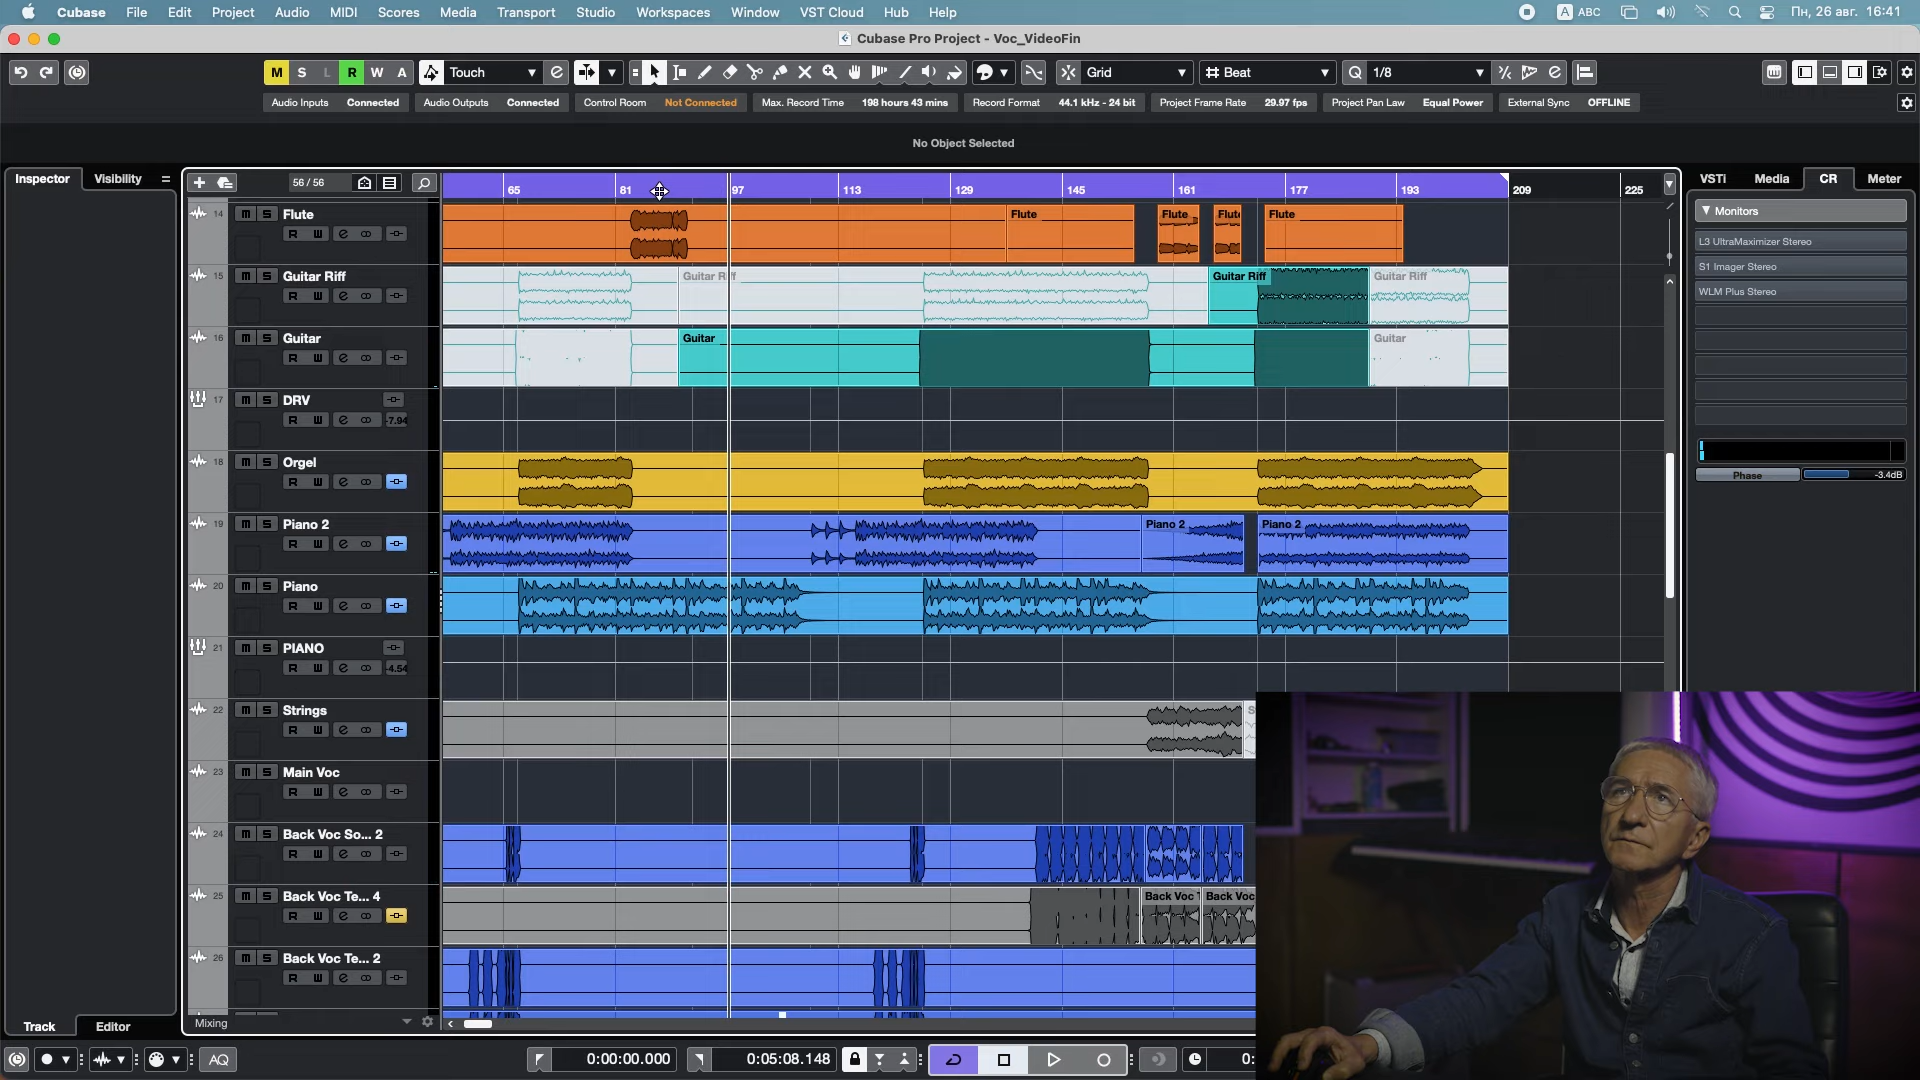 Cubase File Edit Project Audio MIDI Scores Media Transport Studio Workspaces Window VST Cloud Hub Help A ABC Пн, 26 авг. 16:41
Cubase Pro Project - Voc_VideoFin
M S L R W A Touch Grid Beat Q 1/8
Audio Inputs Connected Audio Outputs Connected Control Room Not Connected Max. Record Time 198 hours 43 mins Record Format 44.1 kHz - 24 bit Project Frame Rate 29.97 fps Project Pan Law Equal Power External Sync OFFLINE
No Object Selected
Inspector Visibility 56 / 56 65 81 97 113 129 145 161 177 193 209 225 VSTi Media CR Meter
14 m S Flute Flute Flute Flut Flute
R W e
Monitors
L3 UltraMaximizer Stereo
S1 Imager Stereo
WLM Plus Stereo
Phase -3.4dB
15 m S Guitar Riff Guitar Riff Guitar Riff Guitar Riff
R W e
16 m S Guitar Guitar Guitar
R W e
17 m S DRV
R W e -7.94
18 m S Orgel
R W e
19 m S Piano 2 Piano 2 Piano 2
R W e
20 m S Piano
R W e
21 m S PIANO
R W e -4.54
22 m S Strings S
R W e
23 m S Main Voc
R W e
24 m S Back Voc So... 2
R W e
25 m S Back Voc Te... 4 Back Voc T Back Voc
R W e
26 m S Back Voc Te... 2
R W e
Track Editor Mixing
AQ 0:00:00.000 0:05:08.148 0: